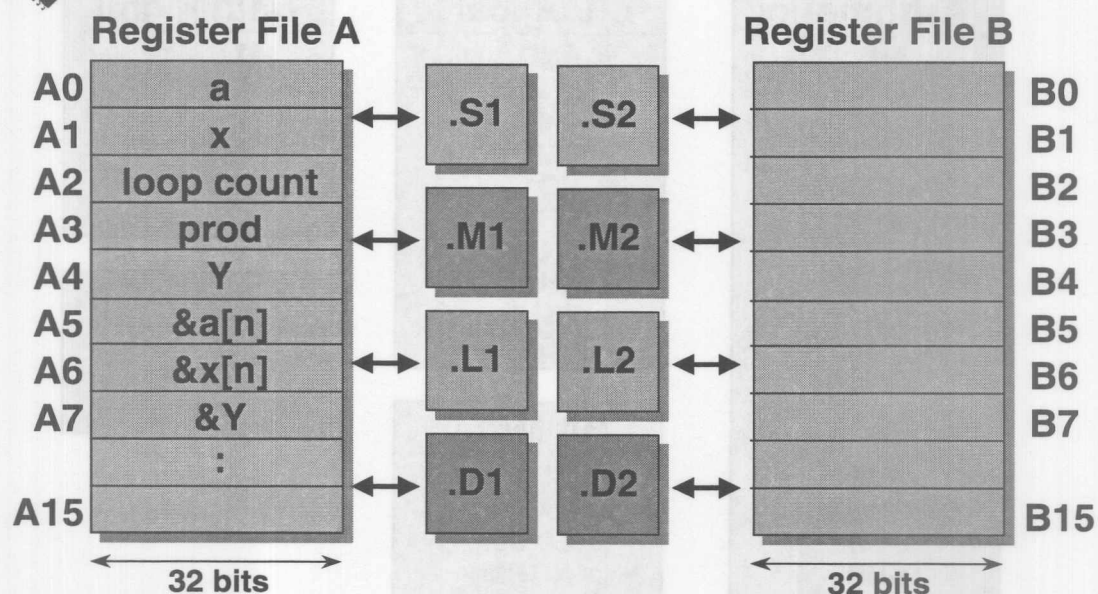 Register File A
Register File B
A0
a
A1
x
A2
loop count
A3
prod
A4
Y
A5
&a[n]
A6
&x[n]
A7
&Y
:
A15
32 bits
.S1
.S2
.M1
.M2
.L1
.L2
.D1
.D2
B0
B1
B2
B3
B4
B5
B6
B7
B15
32 bits